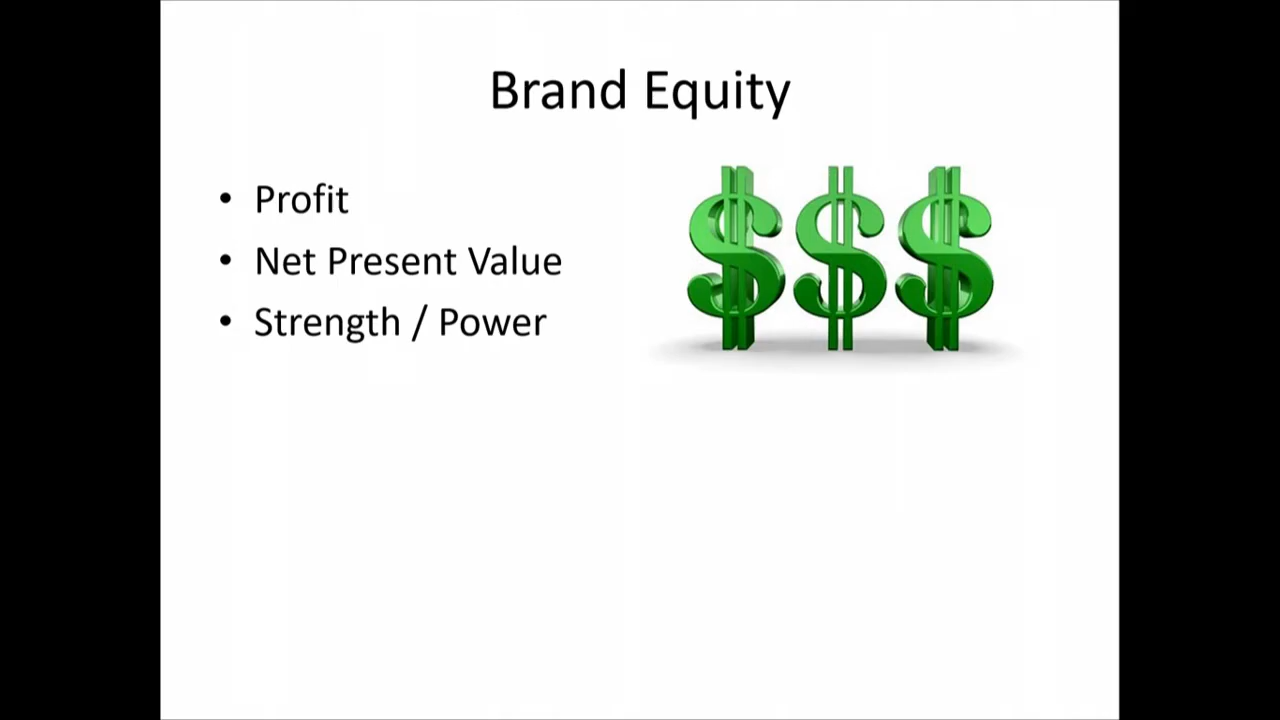 Brand Equity
• Profit
• Net Present Value
• Strength / Power
$$$